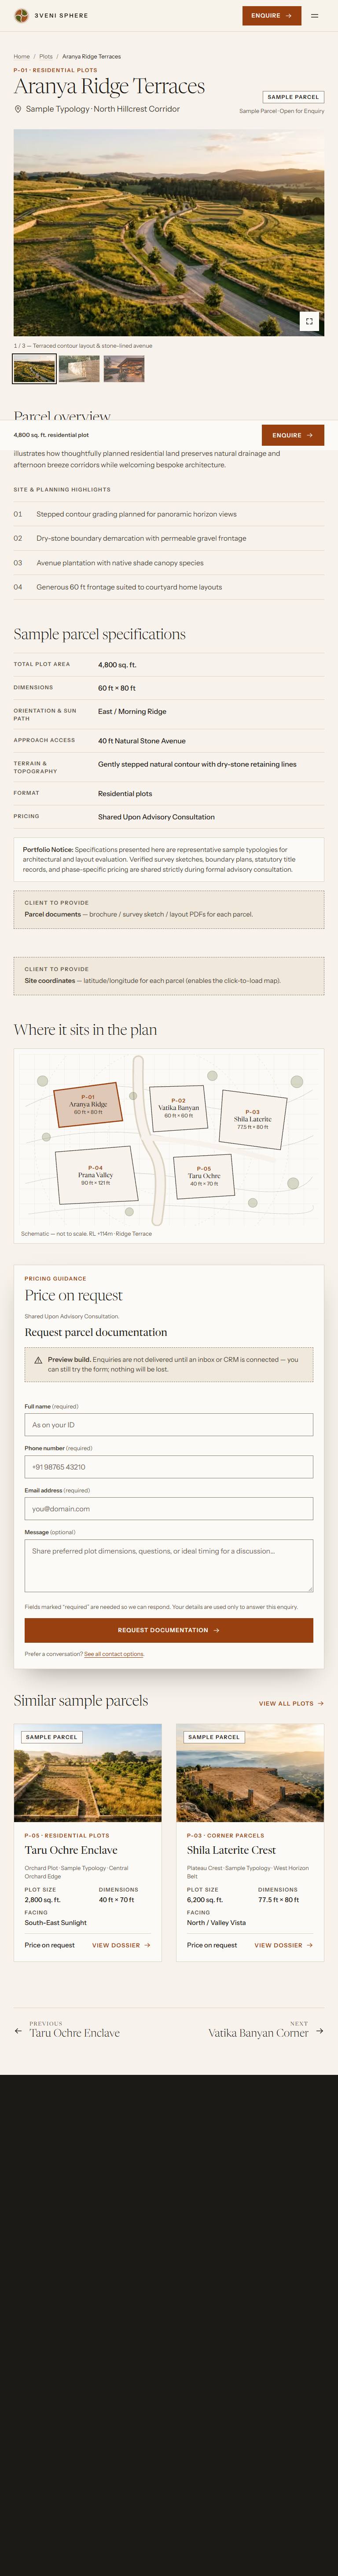 3VENI SPHERE
ENQUIRE →
Home / Plots / Aranya Ridge Terraces
P-01 · RESIDENTIAL PLOTS
Aranya Ridge Terraces
SAMPLE PARCEL
Sample Typology · North Hillcrest Corridor
Sample Parcel · Open for Enquiry
1 / 3 — Terraced contour layout & stone-lined avenue
Parcel overview
4,800 sq. ft. residential plot
ENQUIRE →
illustrates how thoughtfully planned residential land preserves natural drainage and
afternoon breeze corridors while welcoming bespoke architecture.
SITE & PLANNING HIGHLIGHTS
01 Stepped contour grading planned for panoramic horizon views
02 Dry-stone boundary demarcation with permeable gravel frontage
03 Avenue plantation with native shade canopy species
04 Generous 60 ft frontage suited to courtyard home layouts
Sample parcel specifications
TOTAL PLOT AREA 4,800 sq. ft.
DIMENSIONS 60 ft × 80 ft
ORIENTATION & SUN
PATH
East / Morning Ridge
APPROACH ACCESS 40 ft Natural Stone Avenue
TERRAIN &
TOPOGRAPHY
Gently stepped natural contour with dry-stone retaining lines
FORMAT Residential plots
PRICING Shared Upon Advisory Consultation
Portfolio Notice: Specifications presented here are representative sample typologies for
architectural and layout evaluation. Verified survey sketches, boundary plans, statutory title
records, and phase-specific pricing are shared strictly during formal advisory consultation.
CLIENT TO PROVIDE
Parcel documents — brochure / survey sketch / layout PDFs for each parcel.
CLIENT TO PROVIDE
Site coordinates — latitude/longitude for each parcel (enables the click-to-load map).
Where it sits in the plan
P-01
Aranya Ridge
60 ft × 80 ft
P-02
Vatika Banyan
60 ft × 60 ft
P-03
Shila Laterite
77.5 ft × 80 ft
P-04
Prana Valley
90 ft × 121 ft
P-05
Taru Ochre
40 ft × 70 ft
Schematic — not to scale. RL +114m · Ridge Terrace
PRICING GUIDANCE
Price on request
Shared Upon Advisory Consultation.
Request parcel documentation
Preview build. Enquiries are not delivered until an inbox or CRM is connected — you
can still try the form; nothing will be lost.
Full name (required)
As on your ID
Phone number (required)
+91 98765 43210
Email address (required)
you@domain.com
Message (optional)
Share preferred plot dimensions, questions, or ideal timing for a discussion...
Fields marked "required" are needed so we can respond. Your details are used only to answer this enquiry.
REQUEST DOCUMENTATION →
Prefer a conversation? See all contact options.
Similar sample parcels
VIEW ALL PLOTS →
SAMPLE PARCEL
P-05 · RESIDENTIAL PLOTS
Taru Ochre Enclave
Orchard Plot · Sample Typology · Central
Orchard Edge
PLOT SIZE DIMENSIONS
2,800 sq. ft. 40 ft × 70 ft
FACING
South-East Sunlight
Price on request VIEW DOSSIER →
SAMPLE PARCEL
P-03 · CORNER PARCELS
Shila Laterite Crest
Plateau Crest · Sample Typology · West Horizon
Belt
PLOT SIZE DIMENSIONS
6,200 sq. ft. 77.5 ft × 80 ft
FACING
North / Valley Vista
Price on request VIEW DOSSIER →
PREVIOUS
← Taru Ochre Enclave
NEXT
Vatika Banyan Corner →